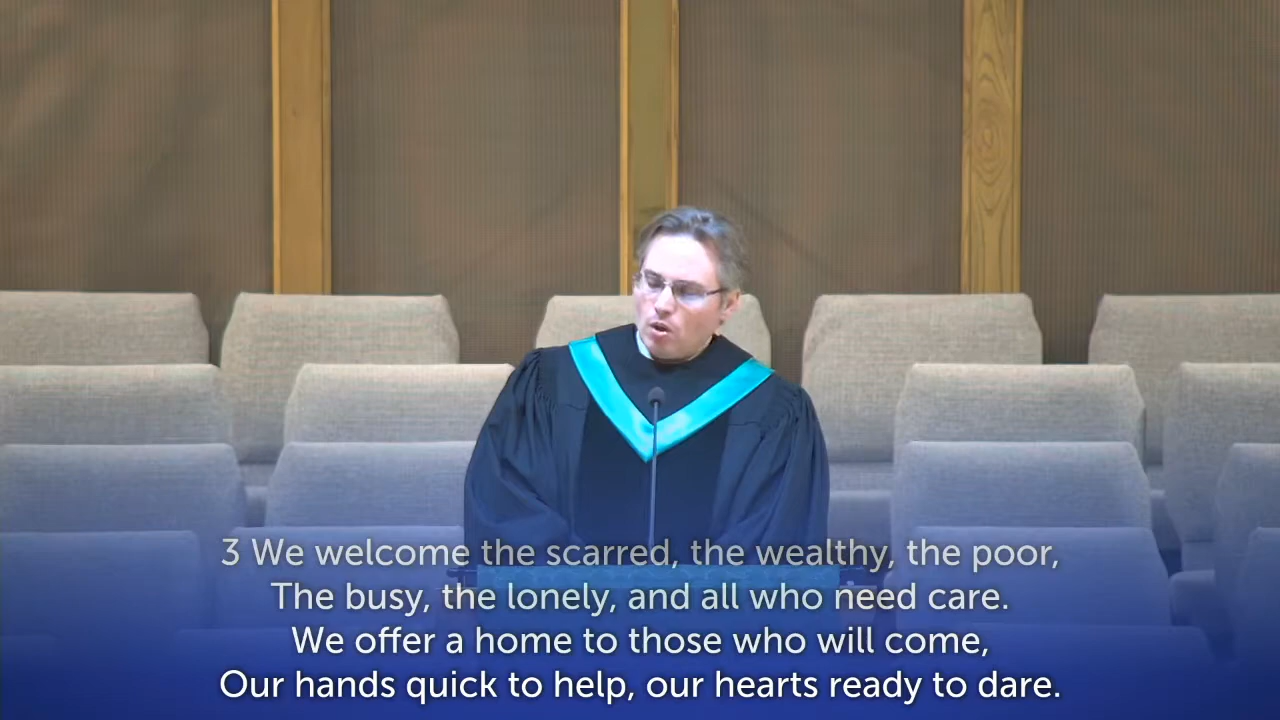 3 We welcome the scarred, the wealthy, the poor,
The busy, the lonely, and all who need care.
We offer a home to those who will come,
Our hands quick to help, our hearts ready to dare.